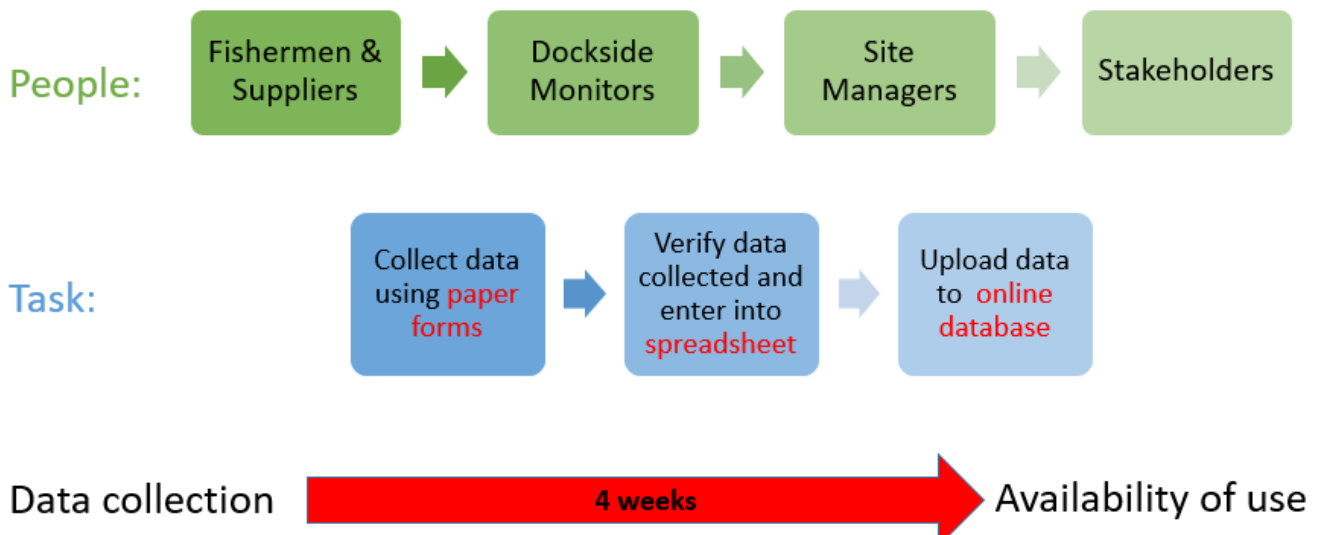 People:
Fishermen &
Suppliers
Dockside
Monitors
Site
Managers
Stakeholders
Task:
Collect data
using paper
forms
Verify data
collected and
enter into
spreadsheet
Upload data
to online
database
Data collection
4 weeks
Availability of use